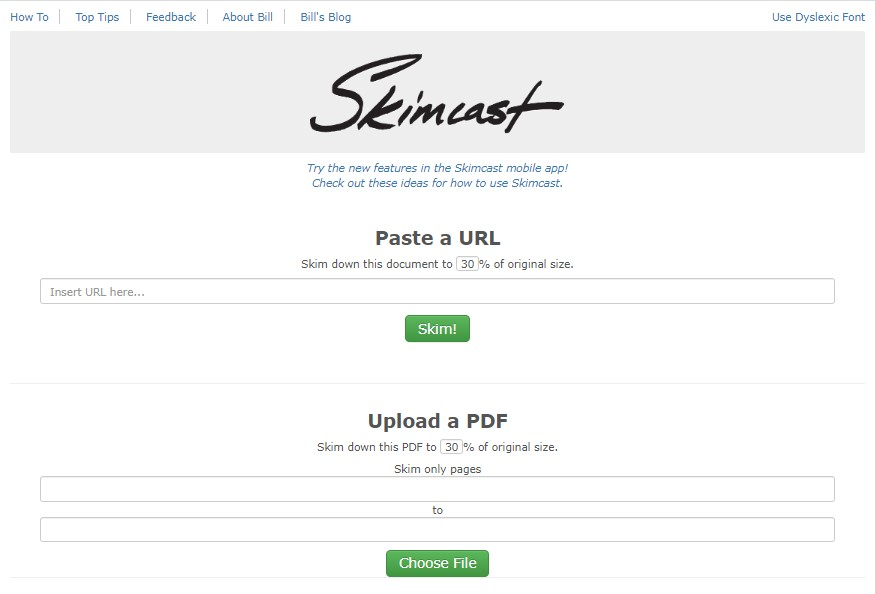 How To
Top Tips
Feedback
About Bill
Bill's Blog
Use Dyslexic Font
Skimcast
Try the new features in the Skimcast mobile app!
Check out these ideas for how to use Skimcast.
Paste a URL
Skim down this document to 30 % of original size.
Insert URL here...
Skim!
Upload a PDF
Skim down this PDF to 30 % of original size.
Skim only pages
to
Choose File